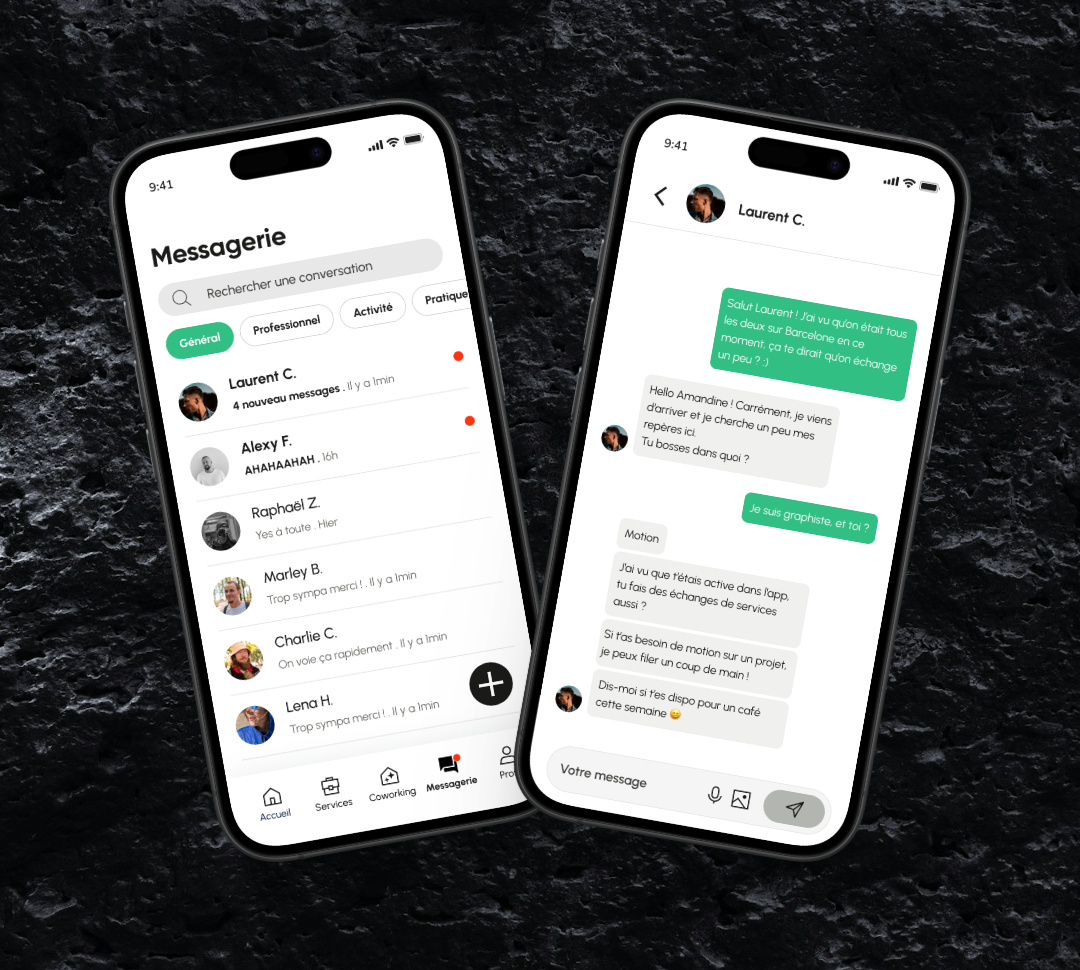 9:41
Messagerie
Rechercher une conversation
Général
Professionnel
Activité
Pratique
Laurent C.
4 nouveau messages . Il y a 1min
Alexy F.
AHAHAAHAH . 16h
Raphaël Z.
Yes à toute . Hier
Marley B.
Trop sympa merci ! . Il y a 1min
Charlie C.
On voie ça rapidement . Il y a 1min
Lena H.
Trop sympa merci ! . Il y a 1min
Accueil
Services
Coworking
Messagerie
Pro
9:41
Laurent C.
Salut Laurent ! J'ai vu qu'on était tous
les deux sur Barcelone en ce
moment, ça te dirait qu'on échange
un peu ? :)
Hello Amandine ! Carrément, je viens
d'arriver et je cherche un peu mes
repères ici.
Tu bosses dans quoi ?
Je suis graphiste, et toi ?
Motion
J'ai vu que t'étais active dans l'app,
tu fais des échanges de services
aussi ?
Si t'as besoin de motion sur un projet,
je peux filer un coup de main !
Dis-moi si t'es dispo pour un café
cette semaine 😄
Votre message